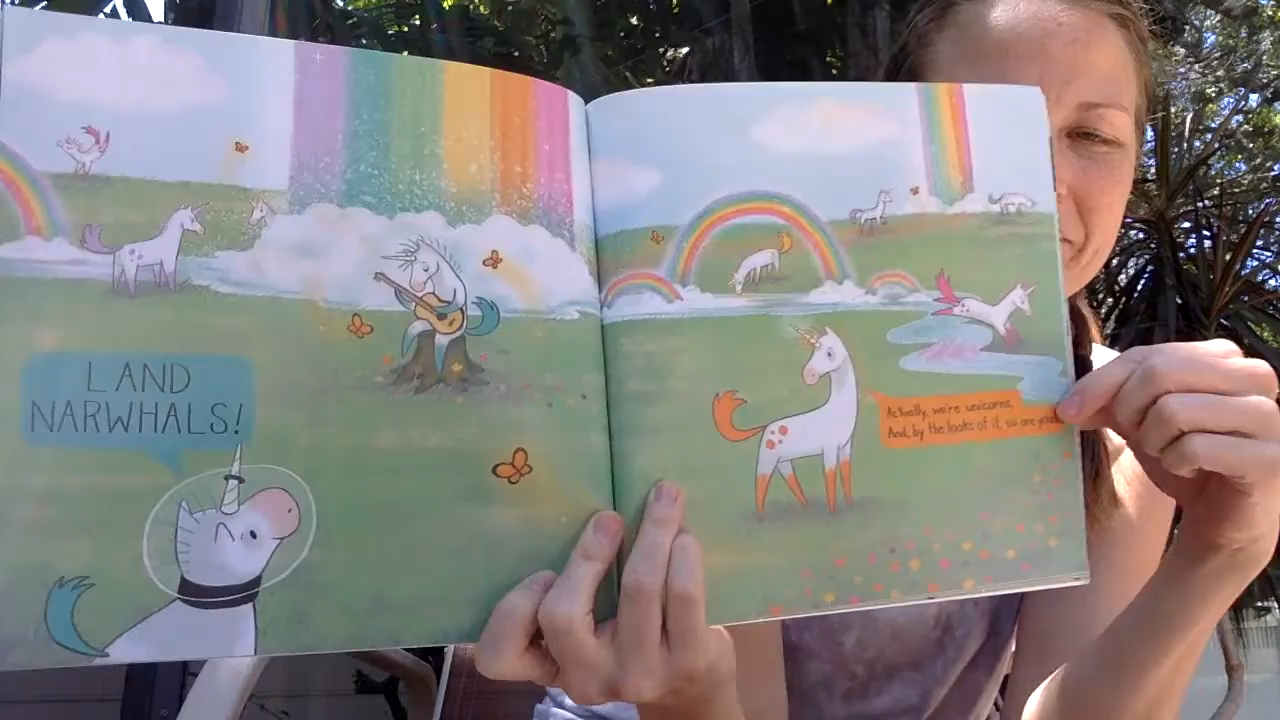 LAND
NARWHALS!
Actually, we're unicorns,
And, by the looks of it, so are you